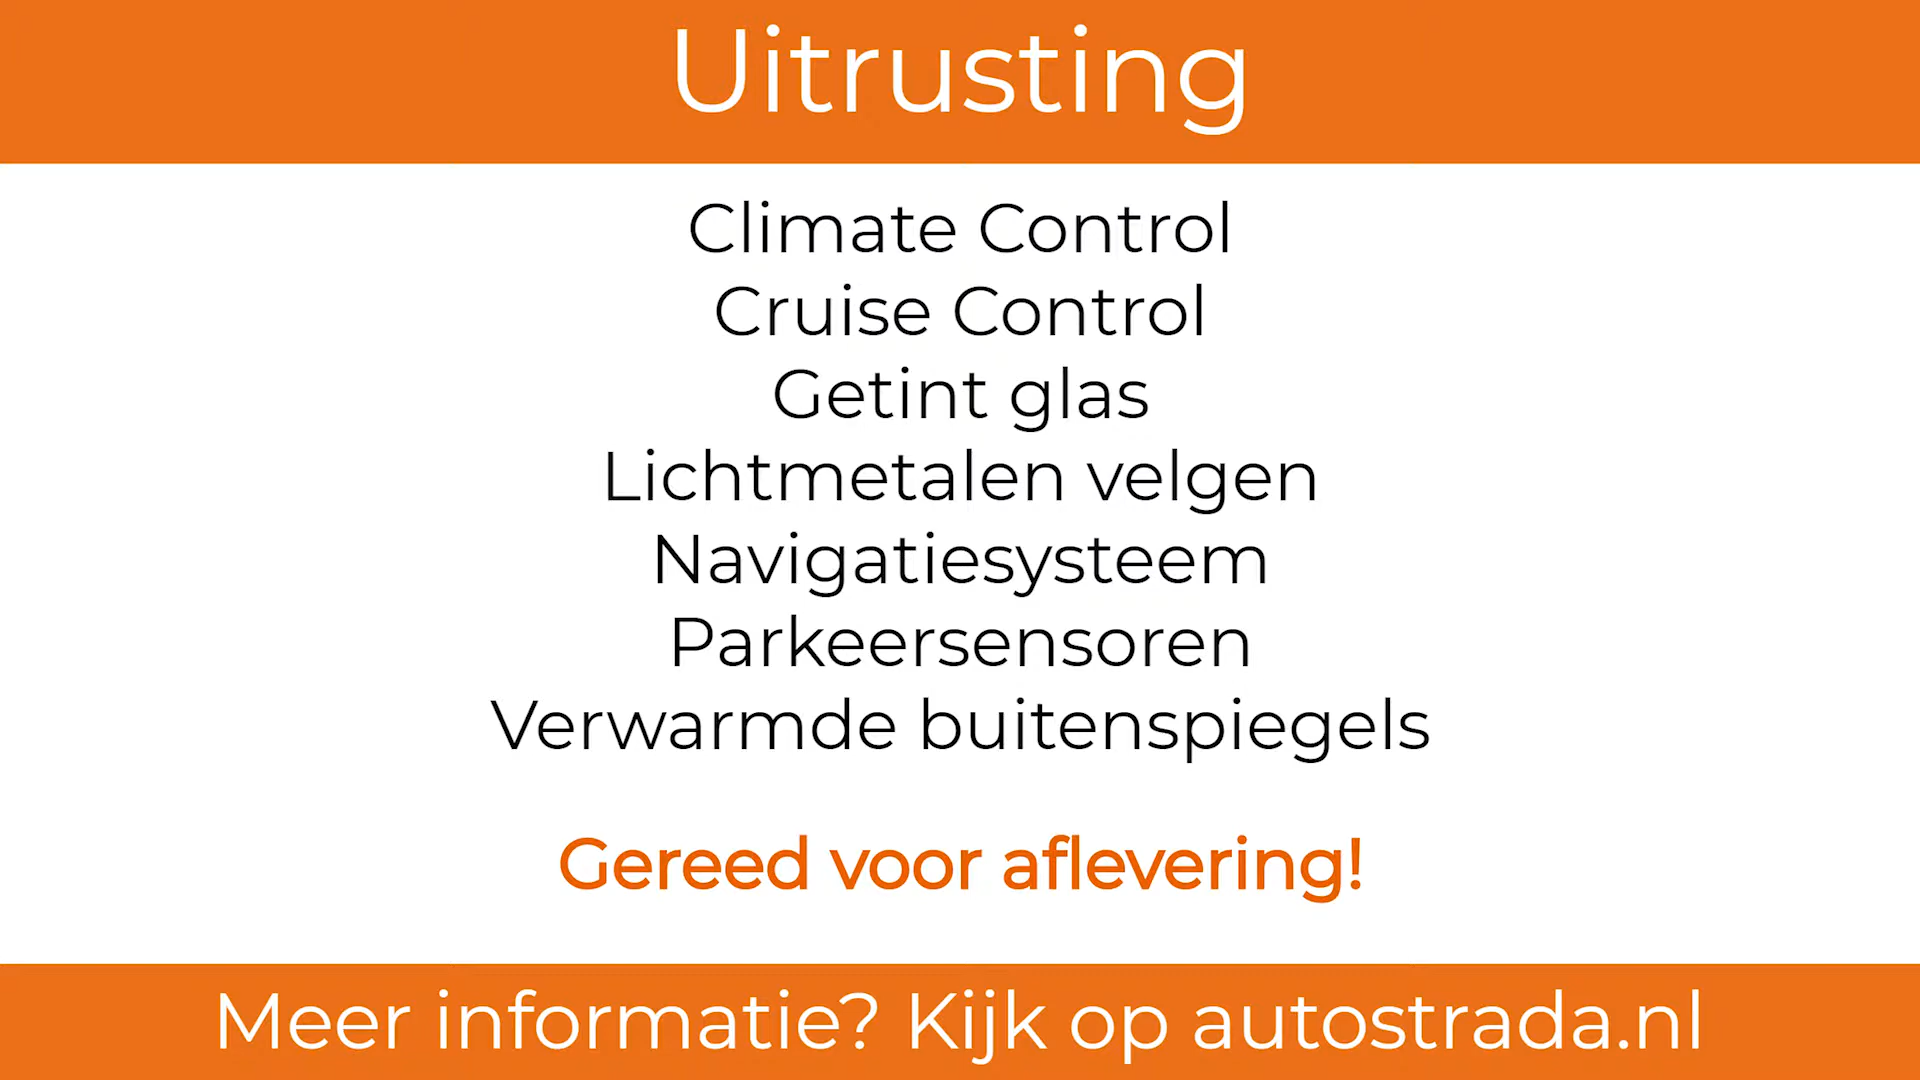 Uitrusting
Climate Control
Cruise Control
Getint glas
Lichtmetalen velgen
Navigatiesysteem
Parkeersensoren
Verwarmde buitenspiegels
Gereed voor aflevering!
Meer informatie? Kijk op autostrada.nl